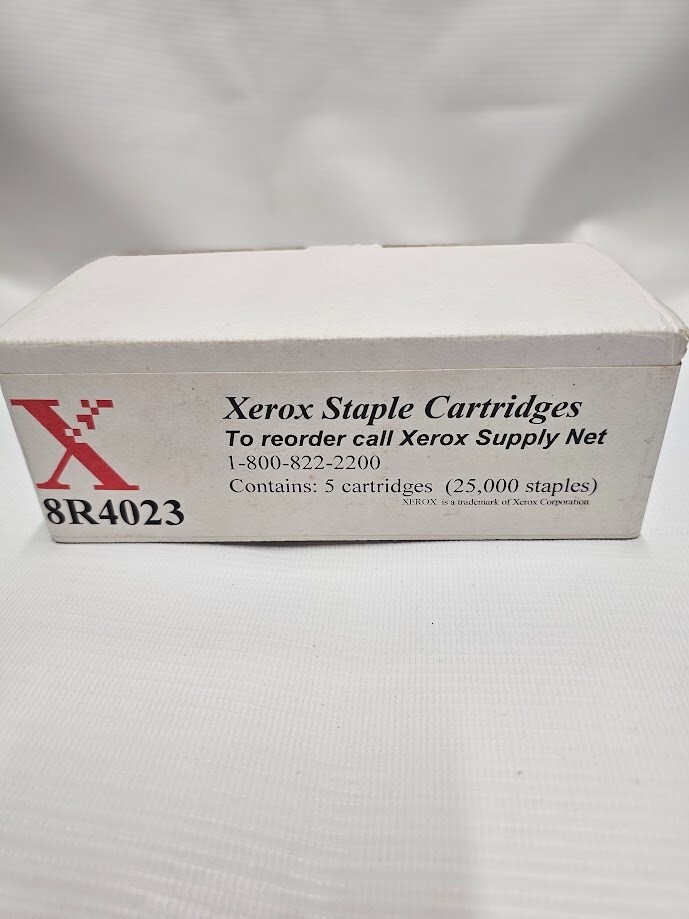 X
8R4023
Xerox Staple Cartridges
To reorder call Xerox Supply Net
1-800-822-2200
Contains: 5 cartridges (25,000 staples)
XEROX is a trademark of Xerox Corporation